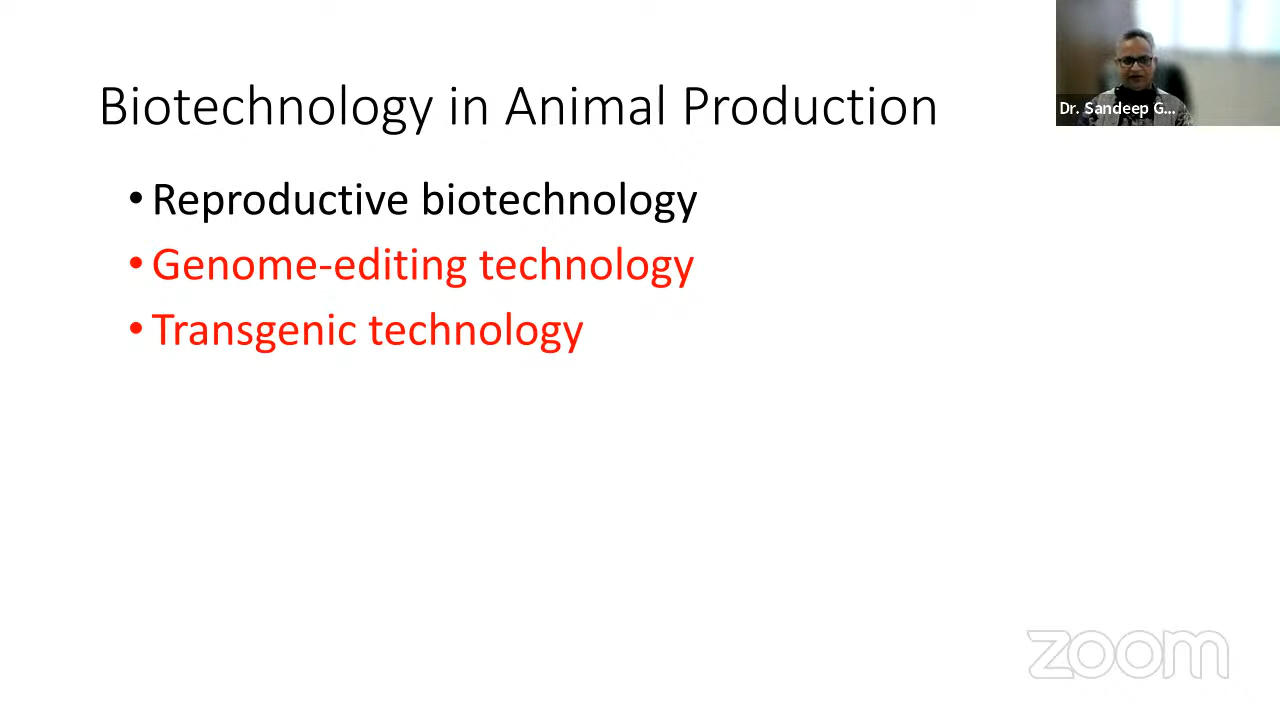 Biotechnology in Animal Production
Dr. Sandeep G...
• Reproductive biotechnology
• Genome-editing technology
• Transgenic technology
zoom